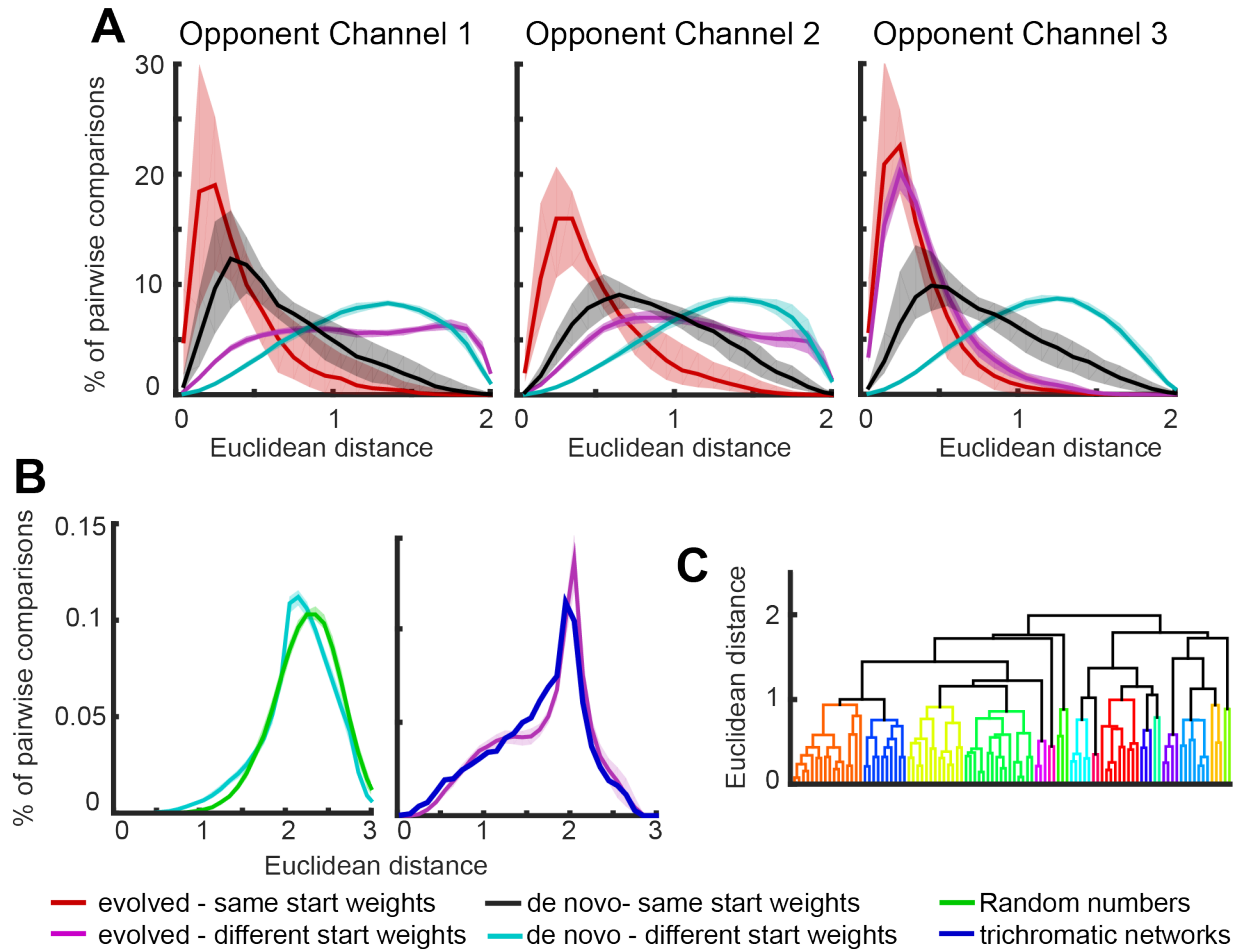 A
Opponent Channel 1 Opponent Channel 2 Opponent Channel 3
% of pairwise comparisons
30
20
10
0
0 1 2 0 1 2 0 1 2
Euclidean distance Euclidean distance Euclidean distance
B
% of pairwise comparisons
0.15
0.1
0.05
0
0 1 2 3 0 1 2 3
Euclidean distance
C
Euclidean distance
2
1
0
evolved - same start weights de novo- same start weights Random numbers
evolved - different start weights de novo - different start weights trichromatic networks